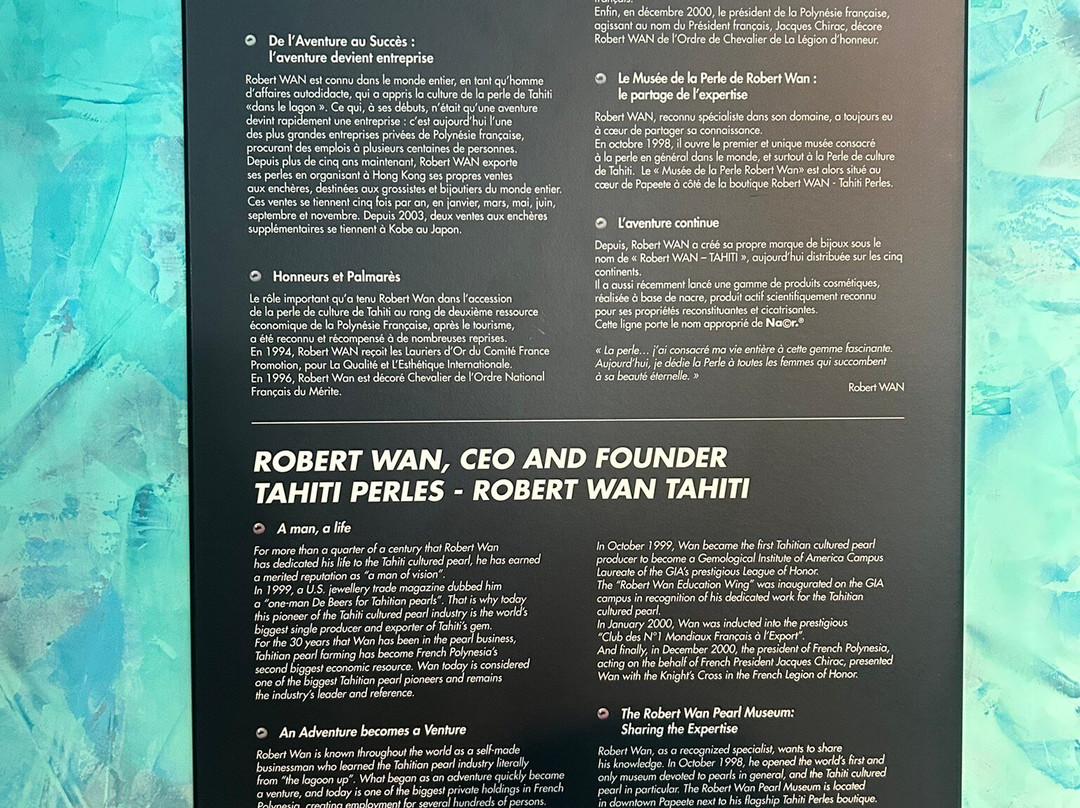 De l'Aventure au Succès :
l'aventure devient entreprise
Robert WAN est connu dans le monde entier, en tant qu'homme
d'affaires autodidacte, qui a appris la culture de la perle de Tahiti
«dans le lagon ». Ce qui, à ses débuts, n'était qu'une aventure
devint rapidement une entreprise : c'est aujourd'hui l'une
des plus grandes entreprises privées de Polynésie française,
procurant des emplois à plusieurs centaines de personnes.
Depuis plus de cinq ans maintenant, Robert WAN exporte
ses perles en organisant à Hong Kong ses propres ventes
aux enchères, destinées aux grossistes et bijoutiers du monde entier.
Ces ventes se tiennent cinq fois par an, en janvier, mars, mai, juin,
septembre et novembre. Depuis 2003, deux ventes aux enchères
supplémentaires se tiennent à Kobe au Japon.
Honneurs et Palmarès
Le rôle important qu'a tenu Robert Wan dans l'accession
de la perle de culture de Tahiti au rang de deuxième ressource
économique de la Polynésie Française, après le tourisme,
a été reconnu et récompensé à de nombreuses reprises.
En 1994, Robert WAN reçoit les Lauriers d'Or du Comité France
Promotion, pour La Qualité et L'Esthétique Internationale.
En 1996, Robert Wan est décoré Chevalier de l'Ordre National
Français du Mérite.
français.
Enfin, en décembre 2000, le président de la Polynésie française,
agissant au nom du Président français, Jacques Chirac, décore
Robert WAN de l'Ordre de Chevalier de La Légion d'honneur.
Le Musée de la Perle de Robert Wan :
le partage de l'expertise
Robert WAN, reconnu spécialiste dans son domaine, a toujours eu
à cœur de partager sa connaissance.
En octobre 1998, il ouvre le premier et unique musée consacré
à la perle en général dans le monde, et surtout à la Perle de culture
de Tahiti. Le « Musée de la Perle Robert Wan» est alors situé au
cœur de Papeete à côté de la boutique Robert WAN - Tahiti Perles.
L'aventure continue
Depuis, Robert WAN a créé sa propre marque de bijoux sous le
nom de « Robert WAN – TAHITI », aujourd'hui distribuée sur les cinq
continents.
Il a aussi récemment lancé une gamme de produits cosmétiques,
réalisée à base de nacre, produit actif scientifiquement reconnu
pour ses propriétés reconstituantes et cicatrisantes.
Cette ligne porte le nom approprié de Na©r.®
« La perle... j'ai consacré ma vie entière à cette gemme fascinante.
Aujourd'hui, je dédie la Perle à toutes les femmes qui succombent
à sa beauté éternelle. »
Robert WAN
ROBERT WAN, CEO AND FOUNDER
TAHITI PERLES - ROBERT WAN TAHITI
A man, a life
For more than a quarter of a century that Robert Wan
has dedicated his life to the Tahiti cultured pearl, he has earned
a merited reputation as "a man of vision".
In 1999, a U.S. jewellery trade magazine dubbed him
a "one-man De Beers for Tahitian pearls". That is why today
this pioneer of the Tahiti cultured pearl industry is the world's
biggest single producer and exporter of Tahiti's gem.
For the 30 years that Wan has been in the pearl business,
Tahitian pearl farming has become French Polynesia's
second biggest economic resource. Wan today is considered
one of the biggest Tahitian pearl pioneers and remains
the industry's leader and reference.
An Adventure becomes a Venture
Robert Wan is known throughout the world as a self-made
businessman who learned the Tahitian pearl industry literally
from "the lagoon up". What began as an adventure quickly became
a venture, and today is one of the biggest private holdings in French
Polynesia, creating employment for several hundreds of persons.
In October 1999, Wan became the first Tahitian cultured pearl
producer to become a Gemological Institute of America Campus
Laureate of the GIA's prestigious League of Honor.
The "Robert Wan Education Wing" was inaugurated on the GIA
campus in recognition of his dedicated work for the Tahitian
cultured pearl.
In January 2000, Wan was inducted into the prestigious
"Club des N°1 Mondiaux Français à l'Export".
And finally, in December 2000, the president of French Polynesia,
acting on the behalf of French President Jacques Chirac, presented
Wan with the Knight's Cross in the French Legion of Honor.
The Robert Wan Pearl Museum:
Sharing the Expertise
Robert Wan, as a recognized specialist, wants to share
his knowledge. In October 1998, he opened the world's first and
only museum devoted to pearls in general, and the Tahiti cultured
pearl in particular. The Robert Wan Pearl Museum is located
in downtown Papeete next to his flagship Tahiti Perles boutique.